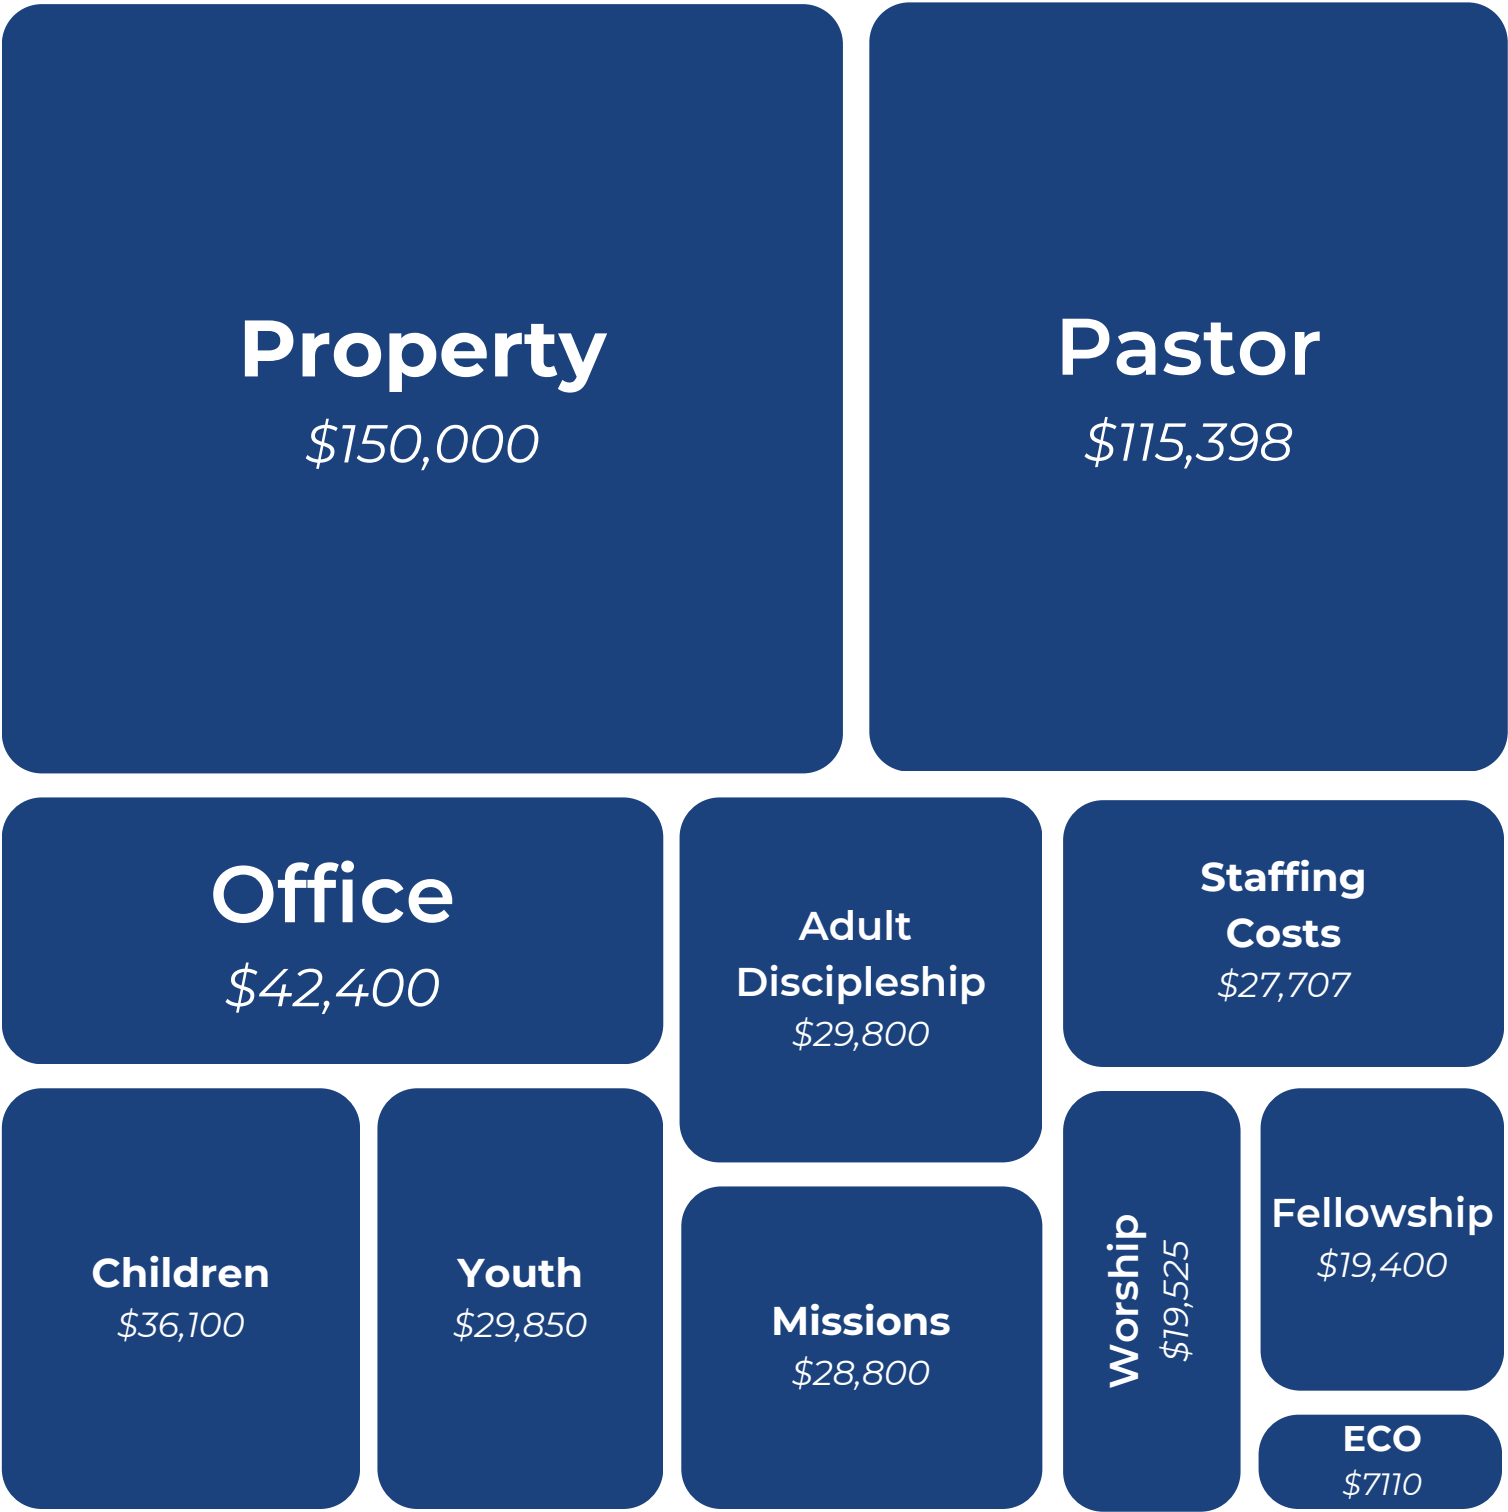 Property
$150,000
Pastor
$115,398
Office
$42,400
Adult
Discipleship
$29,800
Staffing
Costs
$27,707
Children
$36,100
Youth
$29,850
Missions
$28,800
Worship
$19,525
Fellowship
$19,400
ECO
$7110